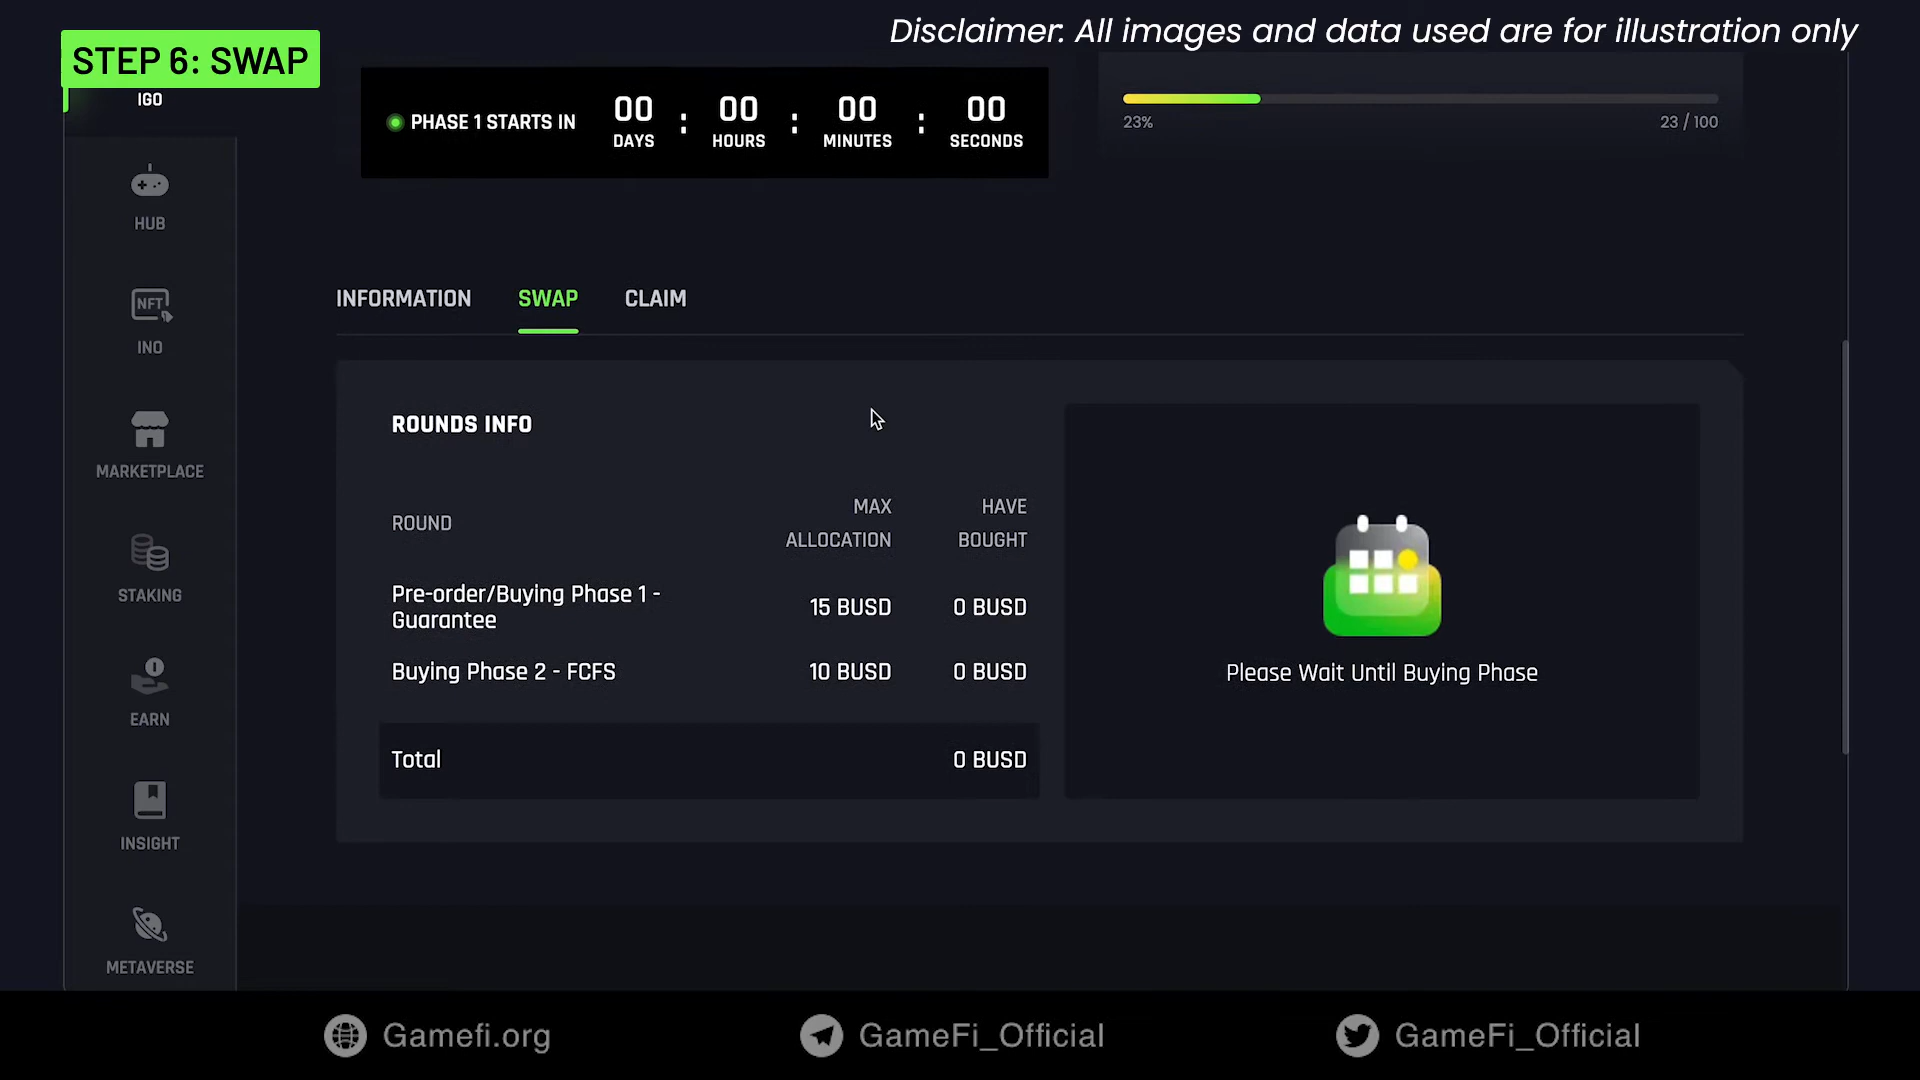 Disclaimer: All images and data used are for illustration only
STEP 6: SWAP
IGO
PHASE 1 STARTS IN
00 : 00 : 00 : 00
DAYS HOURS MINUTES SECONDS
23% 23 / 100
HUB
NFT
INO
MARKETPLACE
STAKING
EARN
INSIGHT
METAVERSE
INFORMATION SWAP CLAIM
ROUNDS INFO
ROUND MAX ALLOCATION HAVE BOUGHT
Pre-order/Buying Phase 1 -
Guarantee 15 BUSD 0 BUSD
Buying Phase 2 - FCFS 10 BUSD 0 BUSD
Total 0 BUSD
Please Wait Until Buying Phase
Gamefi.org GameFi_Official GameFi_Official